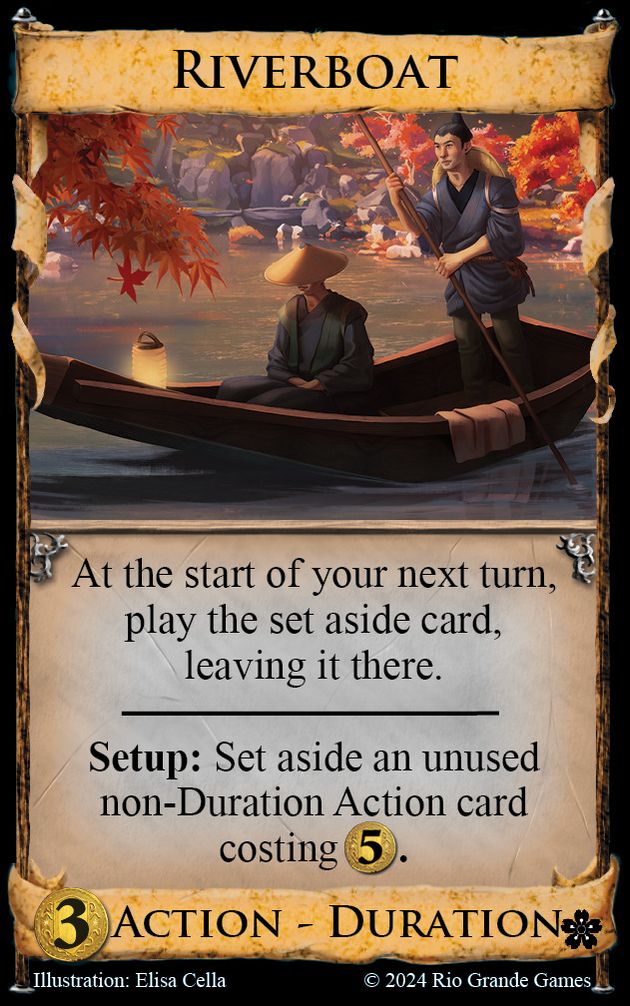 RIVERBOAT
At the start of your next turn,
play the set aside card,
leaving it there.
Setup: Set aside an unused
non-Duration Action card
costing 5.
3 ACTION - DURATION
Illustration: Elisa Cella © 2024 Rio Grande Games